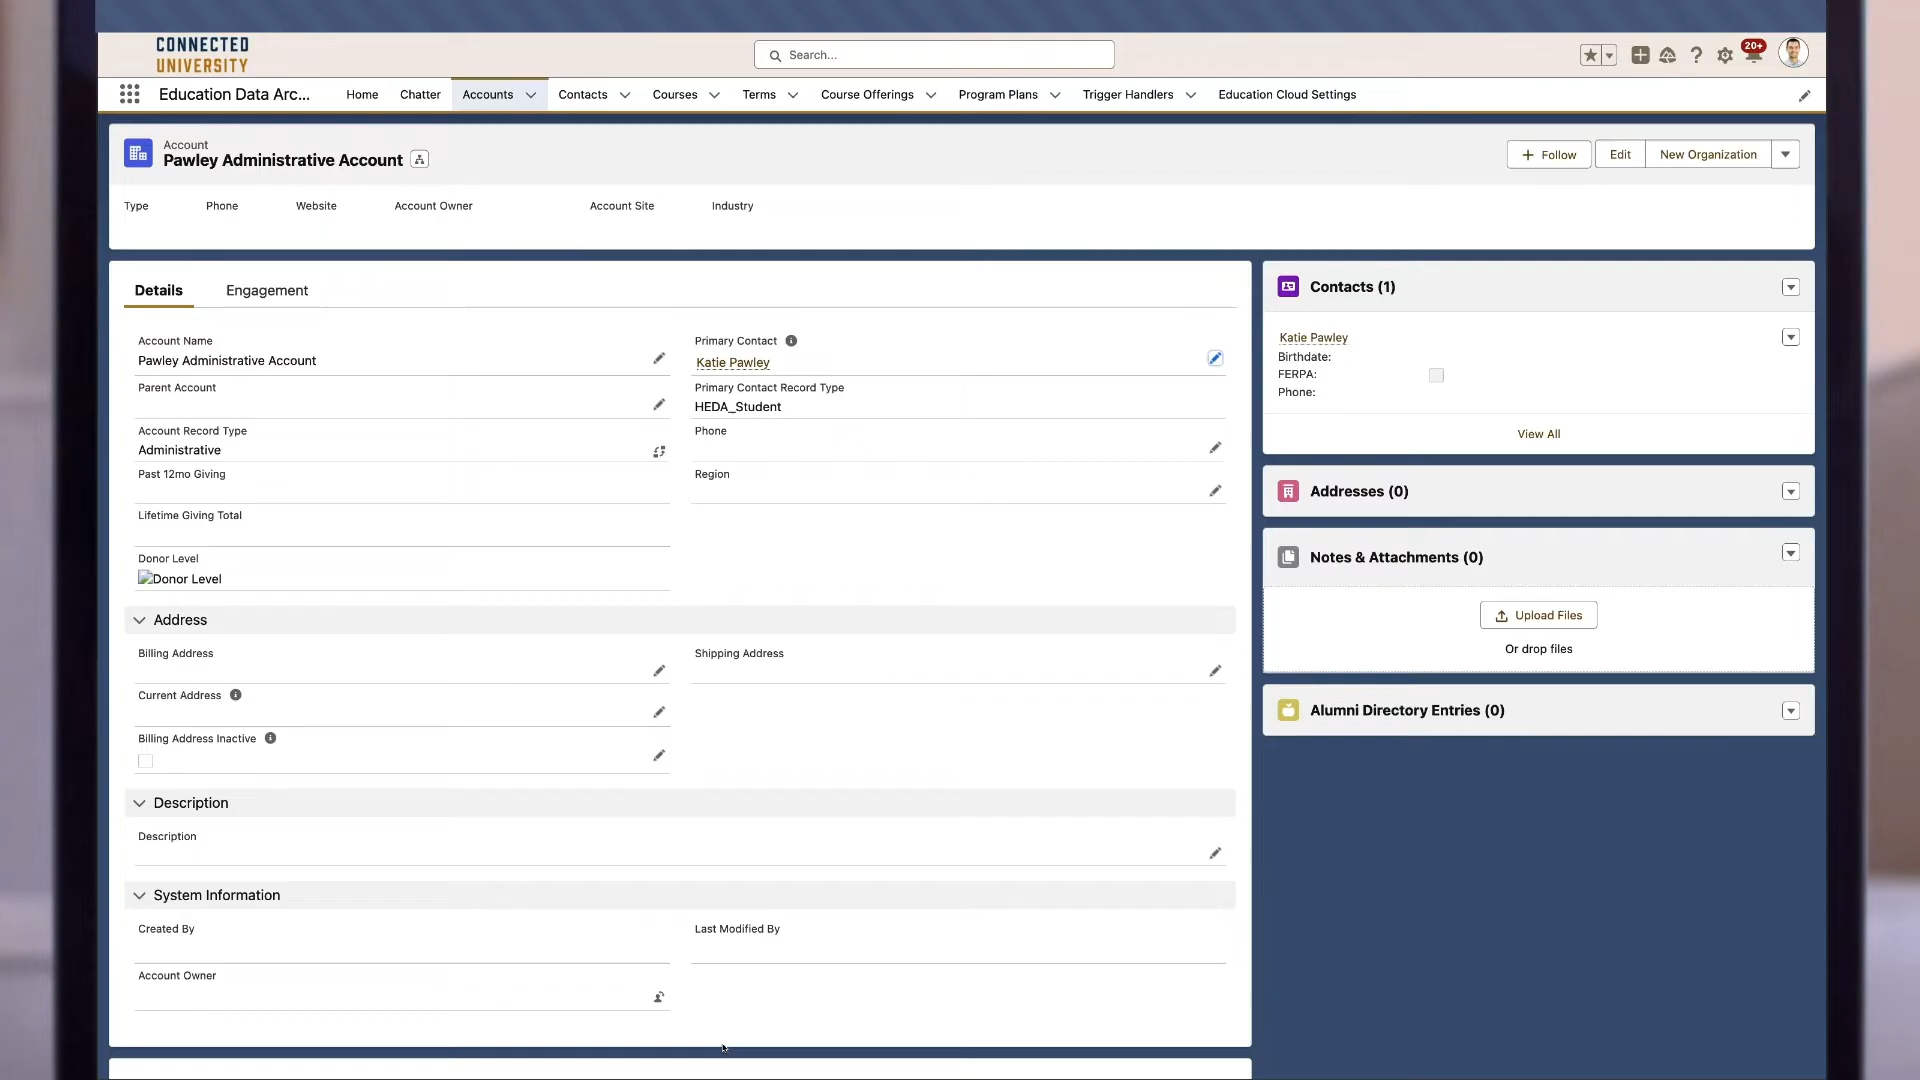 CONNECTED
UNIVERSITY
Search...
20+
Education Data Arc...
Home
Chatter
Accounts
Contacts
Courses
Terms
Course Offerings
Program Plans
Trigger Handlers
Education Cloud Settings
Account
Pawley Administrative Account
Follow
Edit
New Organization
Type
Phone
Website
Account Owner
Account Site
Industry
Details
Engagement
Account Name
Pawley Administrative Account
Primary Contact
Katie Pawley
Parent Account
Primary Contact Record Type
HEDA_Student
Account Record Type
Administrative
Phone
Past 12mo Giving
Region
Lifetime Giving Total
Donor Level
Donor Level
Address
Billing Address
Shipping Address
Current Address
Billing Address Inactive
Description
Description
System Information
Created By
Last Modified By
Account Owner
Contacts (1)
Katie Pawley
Birthdate:
FERPA:
Phone:
View All
Addresses (0)
Notes & Attachments (0)
Upload Files
Or drop files
Alumni Directory Entries (0)